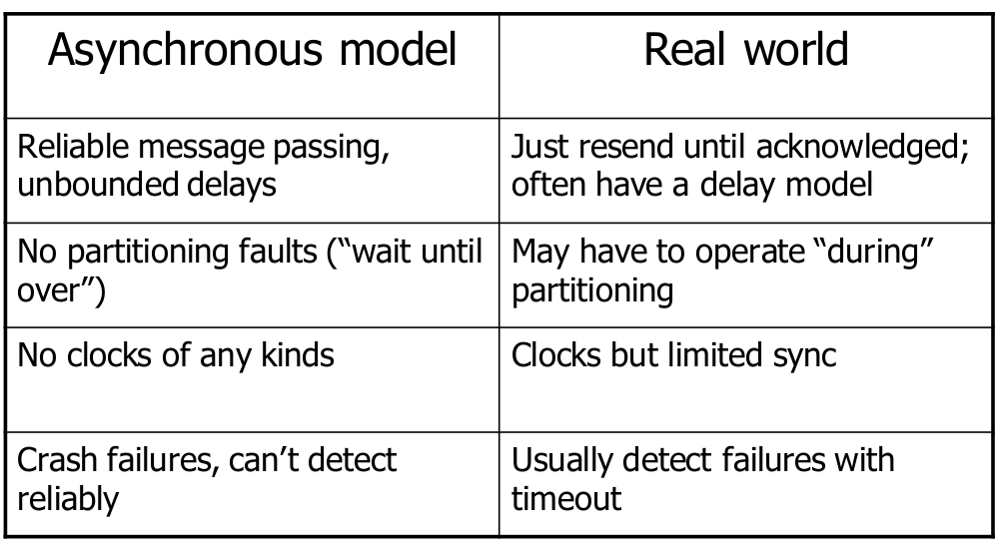 Asynchronous model
Real world
Reliable message passing,
unbounded delays
Just resend until acknowledged;
often have a delay model
No partitioning faults (“wait until
over”)
May have to operate “during”
partitioning
No clocks of any kinds
Clocks but limited sync
Crash failures, can’t detect
reliably
Usually detect failures with
timeout